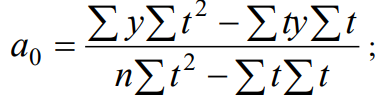 a₀ = (∑y∑t² − ∑ty∑t) / (n∑t² − ∑t∑t) ;